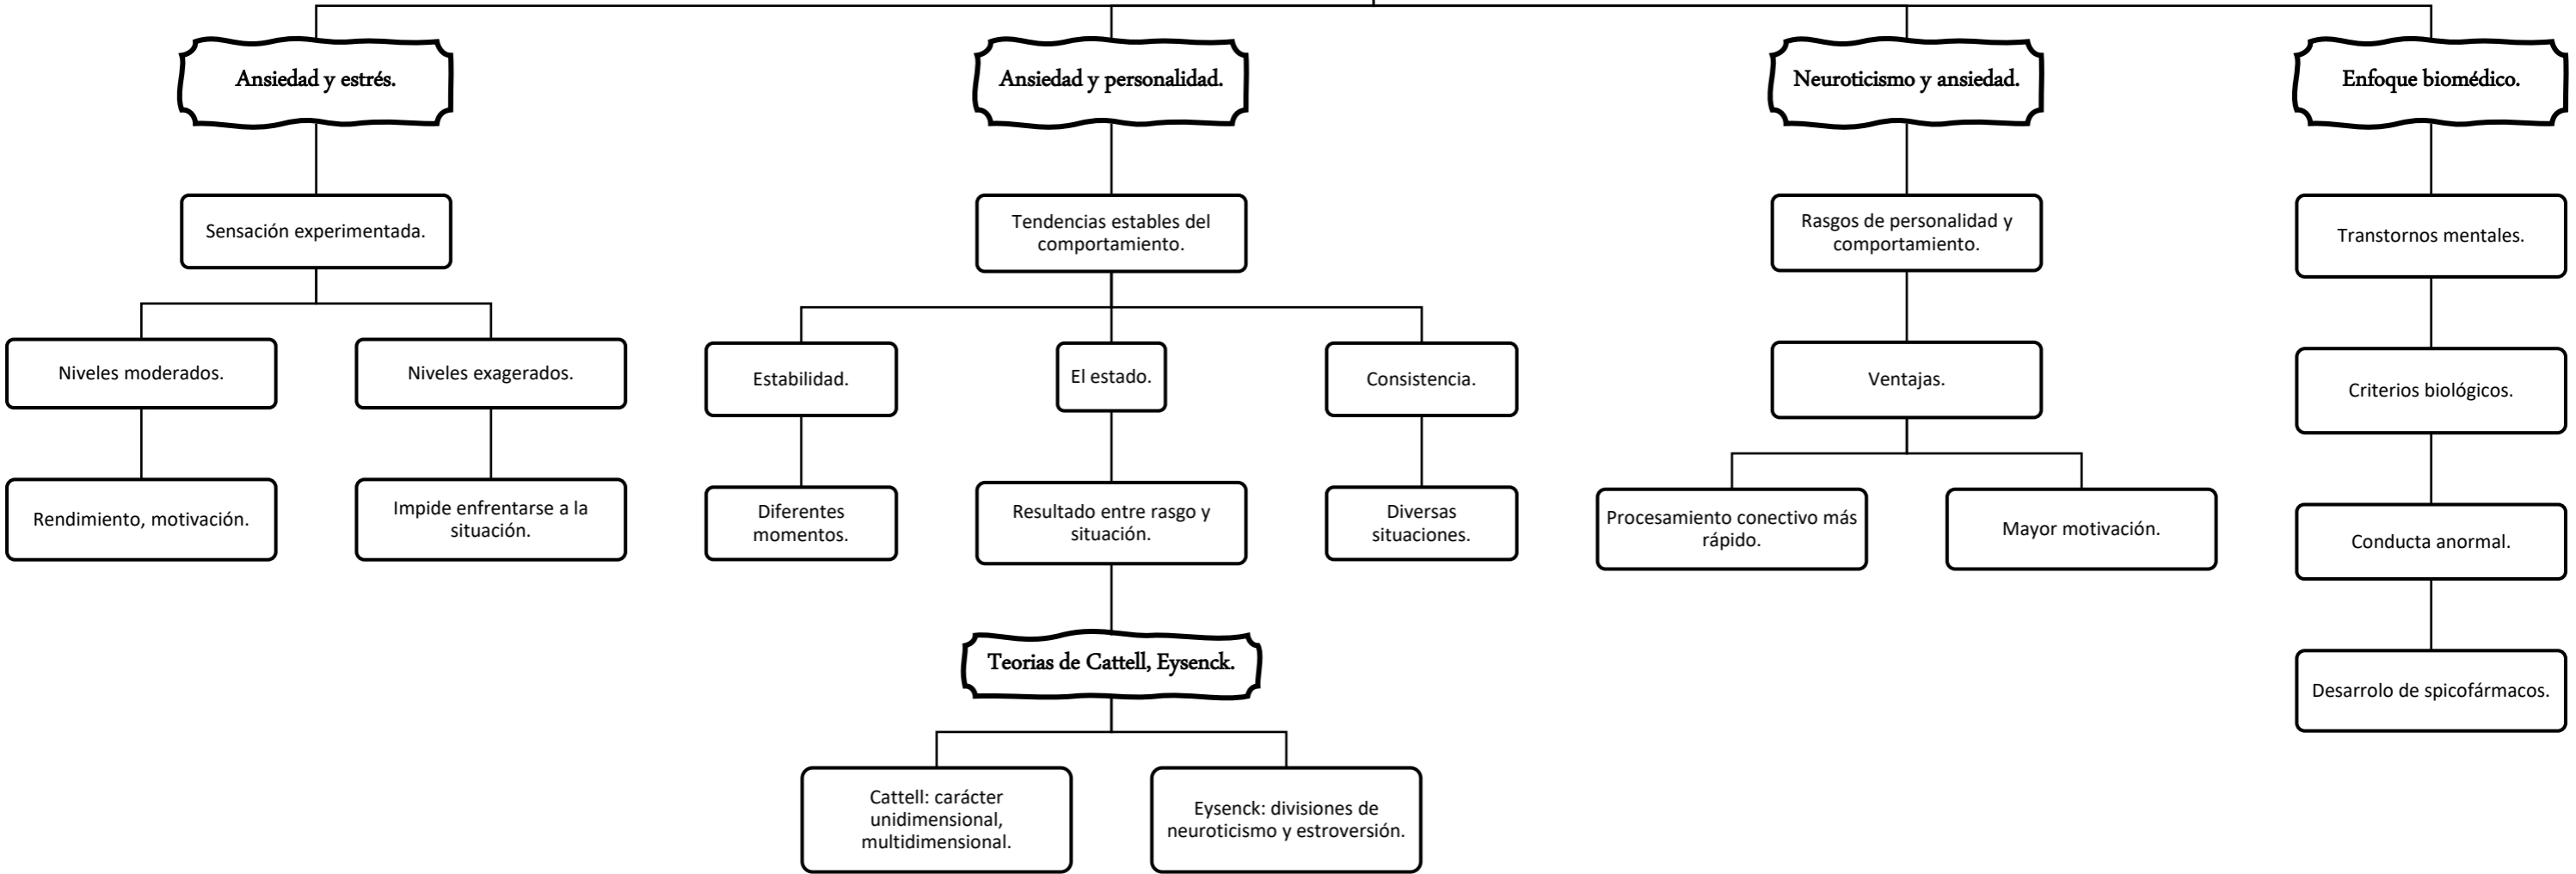 Ansiedad y estrés.
Sensación experimentada.
Niveles moderados.
Rendimiento, motivación.
Niveles exagerados.
Impide enfrentarse a la
situación.
Ansiedad y personalidad.
Tendencias estables del
comportamiento.
Estabilidad.
Diferentes
momentos.
El estado.
Resultado entre rasgo y
situación.
Teorias de Cattell, Eysenck.
Cattell: carácter
unidimensional,
multidimensional.
Eysenck: divisiones de
neuroticismo y estroversión.
Consistencia.
Diversas
situaciones.
Neuroticismo y ansiedad.
Rasgos de personalidad y
comportamiento.
Ventajas.
Procesamiento conectivo más
rápido.
Mayor motivación.
Enfoque biomédico.
Transtornos mentales.
Criterios biológicos.
Conducta anormal.
Desarrolo de spicofármacos.